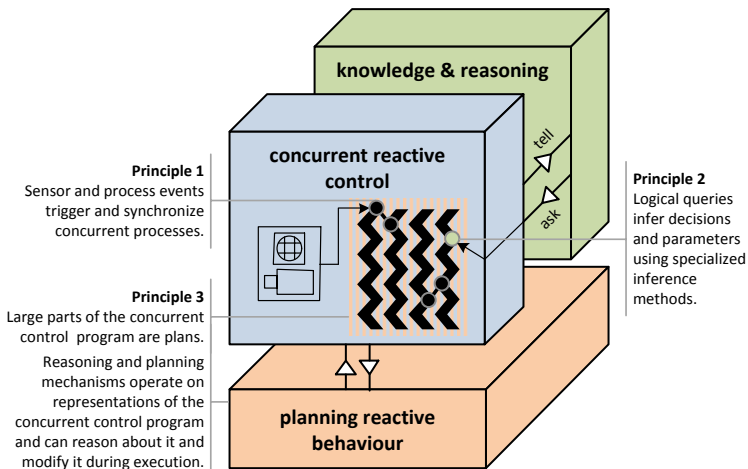 knowledge & reasoning
concurrent reactive
control
tell
ask
Principle 1
Sensor and process events
trigger and synchronize
concurrent processes.
Principle 2
Logical queries
infer decisions
and parameters
using specialized
inference
methods.
Principle 3
Large parts of the concurrent
control program are plans.
Reasoning and planning
mechanisms operate on
representations of the
concurrent control program
and can reason about it and
modify it during execution.
planning reactive
behaviour